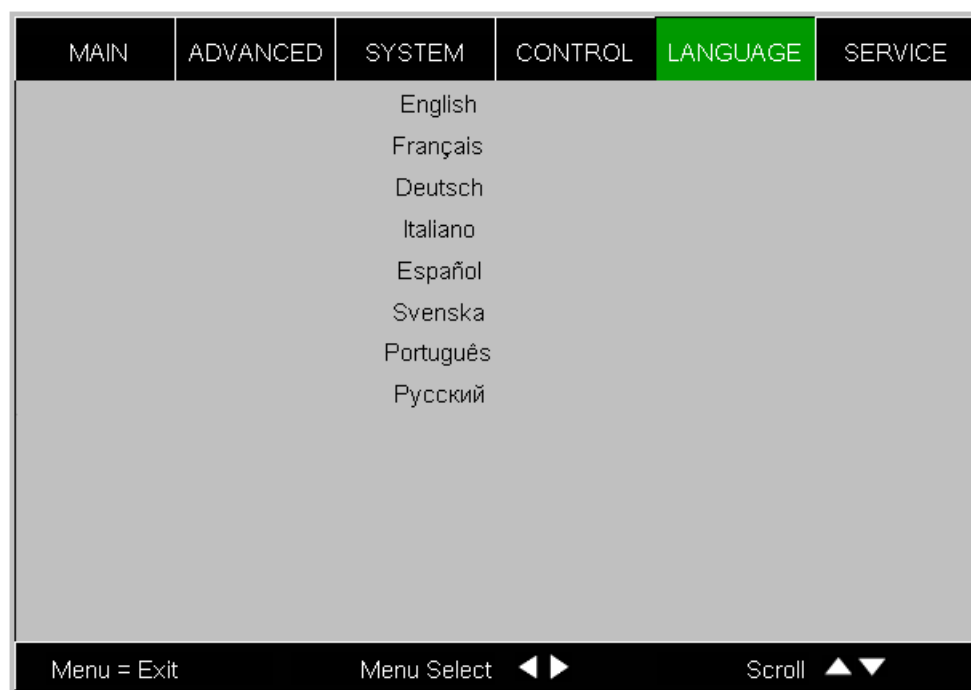 MAIN ADVANCED SYSTEM CONTROL LANGUAGE SERVICE
English
Français
Deutsch
Italiano
Español
Svenska
Português
Русский
Menu = Exit Menu Select ◀▶ Scroll ▲▼